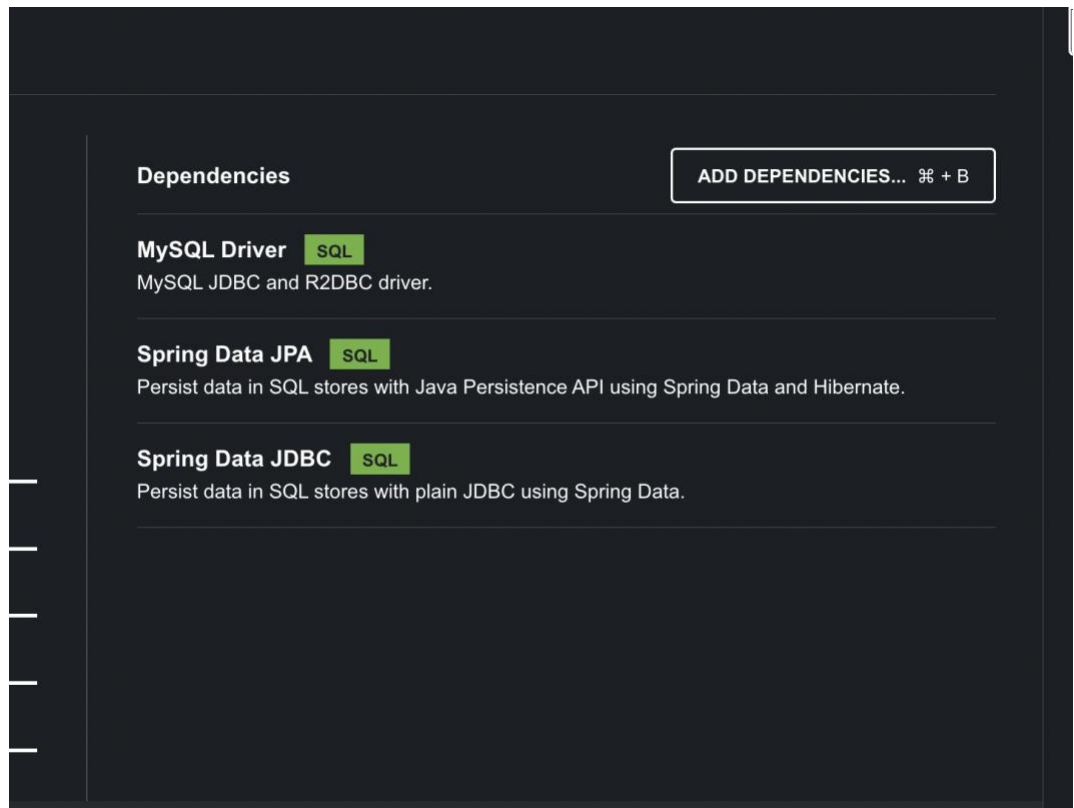 Dependencies
ADD DEPENDENCIES... ⌘ + B
MySQL Driver SQL
MySQL JDBC and R2DBC driver.
Spring Data JPA SQL
Persist data in SQL stores with Java Persistence API using Spring Data and Hibernate.
Spring Data JDBC SQL
Persist data in SQL stores with plain JDBC using Spring Data.